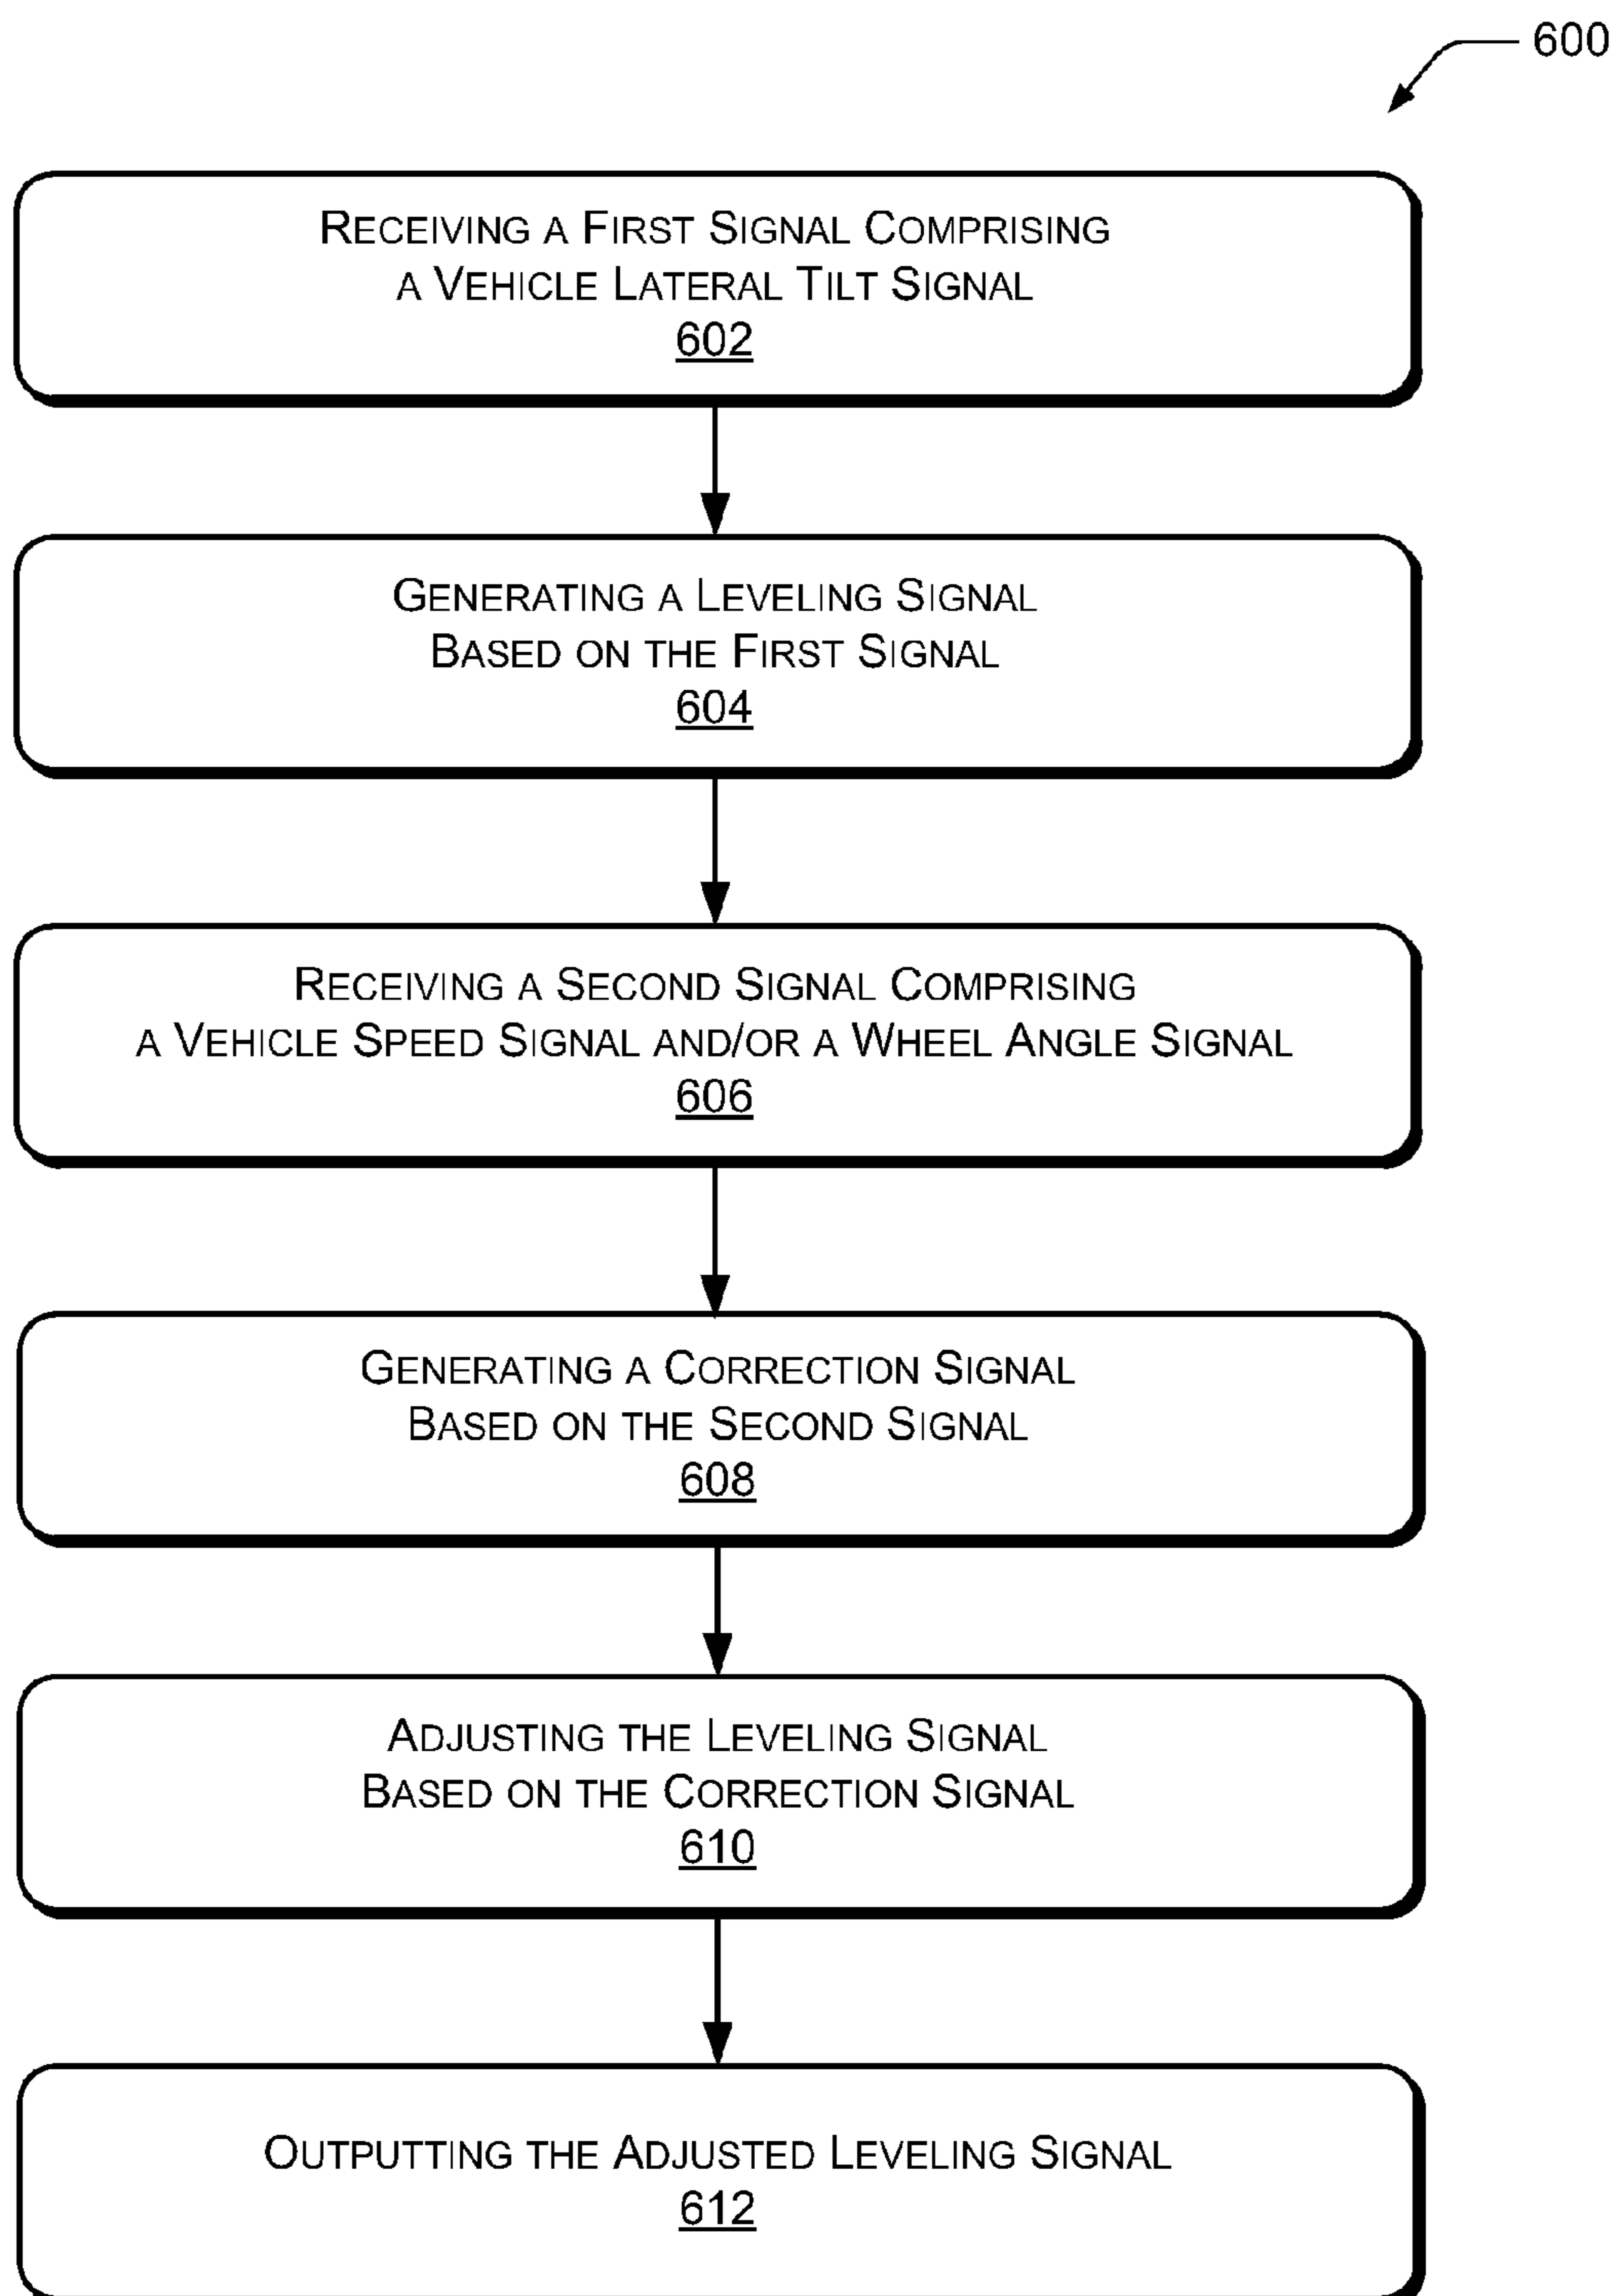 600
RECEIVING A FIRST SIGNAL COMPRISING
A VEHICLE LATERAL TILT SIGNAL
602
GENERATING A LEVELING SIGNAL
BASED ON THE FIRST SIGNAL
604
RECEIVING A SECOND SIGNAL COMPRISING
A VEHICLE SPEED SIGNAL AND/OR A WHEEL ANGLE SIGNAL
606
GENERATING A CORRECTION SIGNAL
BASED ON THE SECOND SIGNAL
608
ADJUSTING THE LEVELING SIGNAL
BASED ON THE CORRECTION SIGNAL
610
OUTPUTTING THE ADJUSTED LEVELING SIGNAL
612